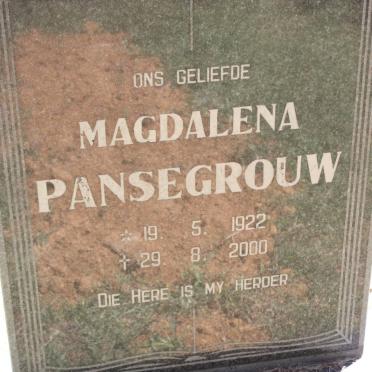 ONS GELIEFDE
MAGDALENA
PANSEGROUW
☆ 19. 5. 1922
✝ 29. 8. 2000
DIE HERE IS MY HERDER